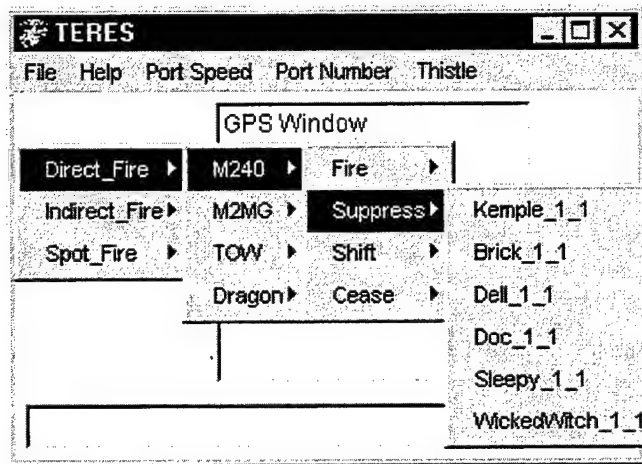 TERES
File Help Port Speed Port Number Thistle
GPS Window
Direct_Fire M240 Fire
Indirect_Fire M2MG Suppress Kemple_1_1
Spot_Fire TOW Shift Brick_1_1
Dragon Cease Dell_1_1
Doc_1_1
Sleepy_1_1
WickedWitch_1_1